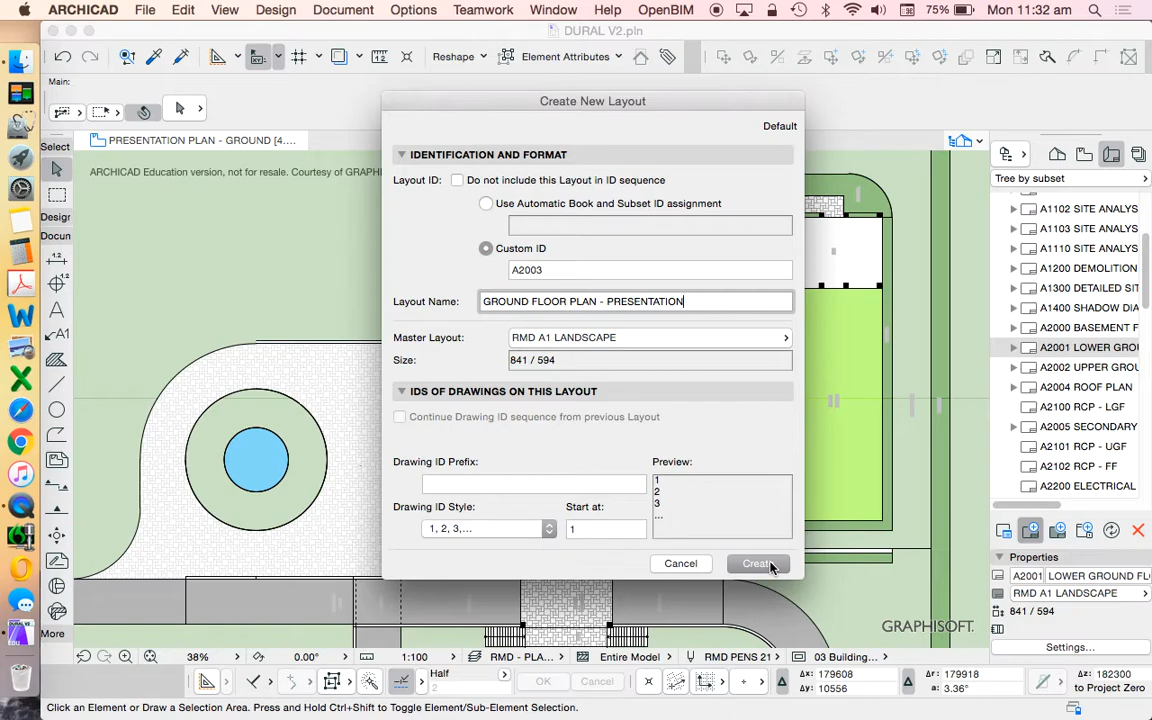 ARCHICAD File Edit View Design Document Options Teamwork Window Help OpenBIM 75% Mon 11:32 am
DURAL V2.pln
Reshape Element Attributes
Main:
PRESENTATION PLAN - GROUND [4....
Select
ARCHICAD Education version, not for resale. Courtesy of GRAPHI
Design
Docun
1.2
A
A1
More
Create New Layout
Default
IDENTIFICATION AND FORMAT
Layout ID: Do not include this Layout in ID sequence
Use Automatic Book and Subset ID assignment
Custom ID
A2003
Layout Name: GROUND FLOOR PLAN - PRESENTATION
Master Layout: RMD A1 LANDSCAPE
Size: 841 / 594
IDS OF DRAWINGS ON THIS LAYOUT
Continue Drawing ID sequence from previous Layout
Drawing ID Prefix: Preview:
1
2
3
...
Drawing ID Style: Start at:
1, 2, 3,... 1
Cancel Create
Tree by subset
A1102 SITE ANALYS
A1103 SITE ANALYS
A1110 SITE ANALYS
A1200 DEMOLITION
A1300 DETAILED SIT
A1400 SHADOW DIA
A2000 BASEMENT F
A2001 LOWER GROU
A2002 UPPER GROU
A2004 ROOF PLAN
A2100 RCP - LGF
A2005 SECONDARY
A2101 RCP - UGF
A2102 RCP - FF
A2200 ELECTRICAL
Properties
A2001 LOWER GROUND FL
RMD A1 LANDSCAPE
841 / 594
Settings...
GRAPHISOFT.
38% 0.00° 1:100 RMD - PLA... Entire Model RMD PENS 21 03 Building...
Half
2
OK Cancel
Δx: 179608
Δy: 10556
Δr: 179918
a: 3.36°
Δz: 182300
to Project Zero
Click an Element or Draw a Selection Area. Press and Hold Ctrl+Shift to Toggle Element/Sub-Element Selection.